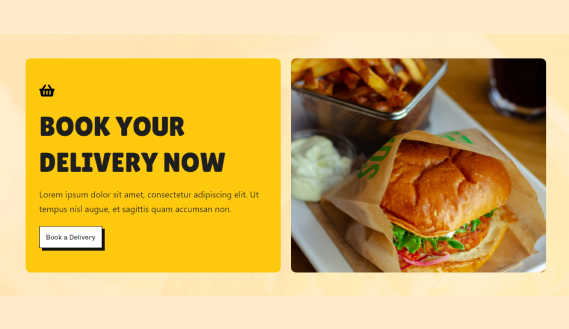 BOOK YOUR
DELIVERY NOW
Lorem ipsum dolor sit amet, consectetur adipiscing elit. Ut
tempus nisl augue, et sagittis quam accumsan non.
Book a Delivery